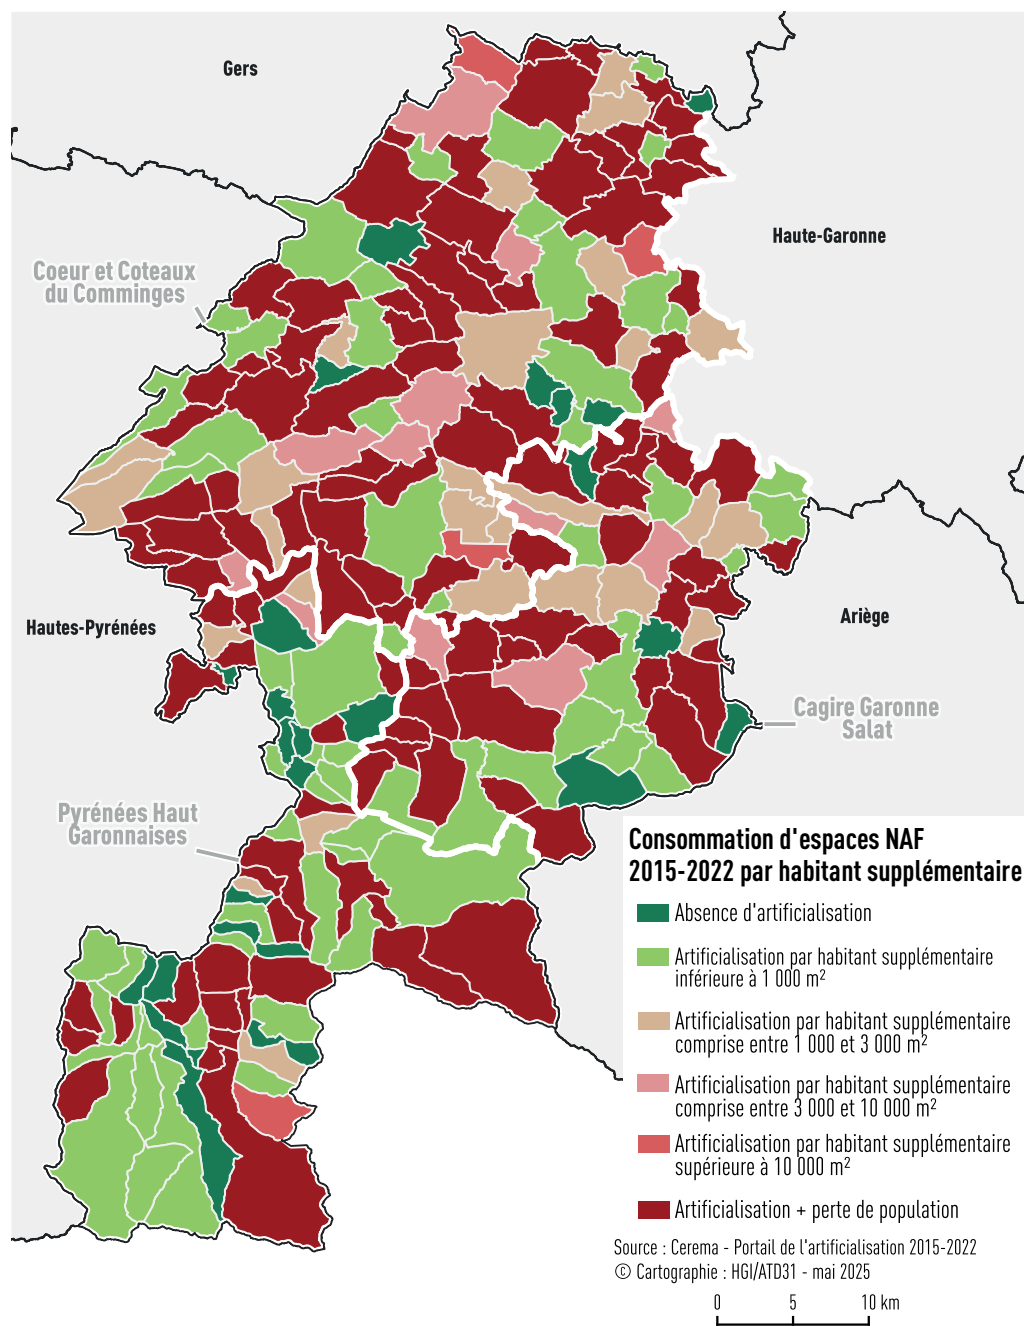 Gers
Haute-Garonne
Coeur et Coteaux
du Comminges
Hautes-Pyrénées
Ariège
Cagire Garonne
Salat
Pyrénées Haut
Garonnaises
Consommation d'espaces NAF
2015-2022 par habitant supplémentaire
Absence d'artificialisation
Artificialisation par habitant supplémentaire
inférieure à 1 000 m²
Artificialisation par habitant supplémentaire
comprise entre 1 000 et 3 000 m²
Artificialisation par habitant supplémentaire
comprise entre 3 000 et 10 000 m²
Artificialisation par habitant supplémentaire
supérieure à 10 000 m²
Artificialisation + perte de population
Source : Cerema - Portail de l'artificialisation 2015-2022
© Cartographie : HGI/ATD31 - mai 2025
0 5 10 km